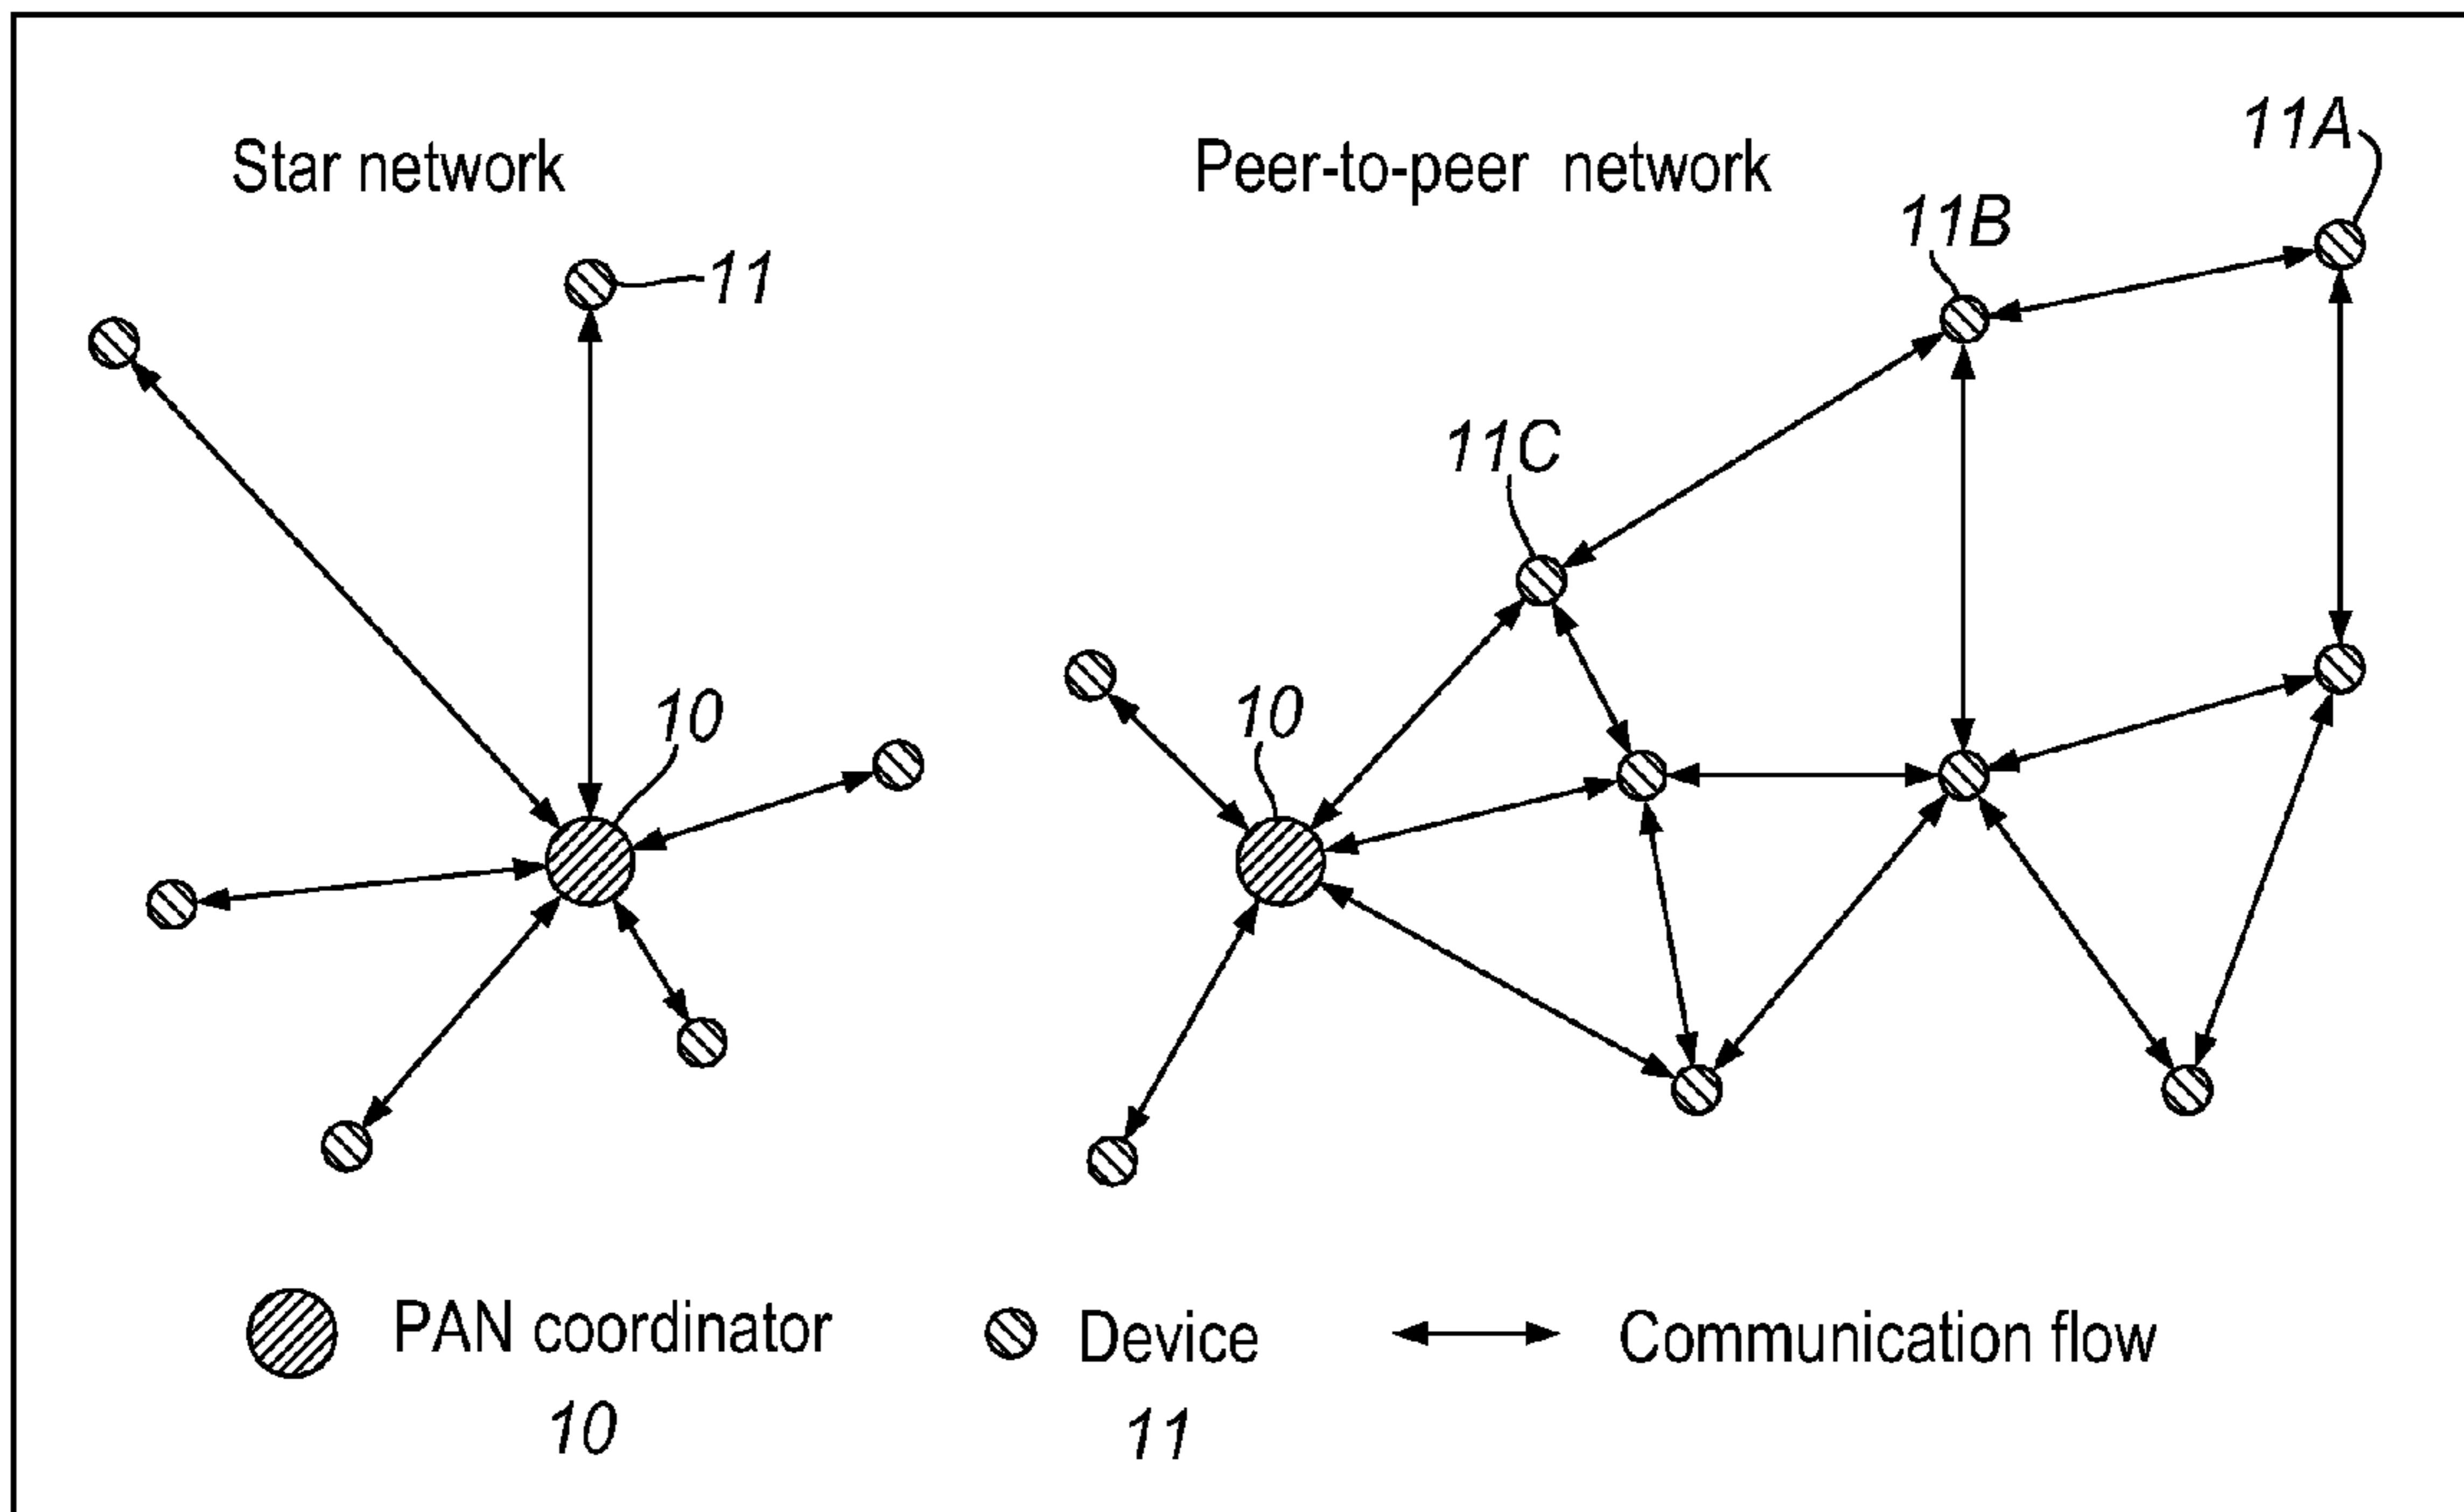 Star network
Peer-to-peer network
11A
11B
11
11C
10
10
PAN coordinator
Device
Communication flow
10
11